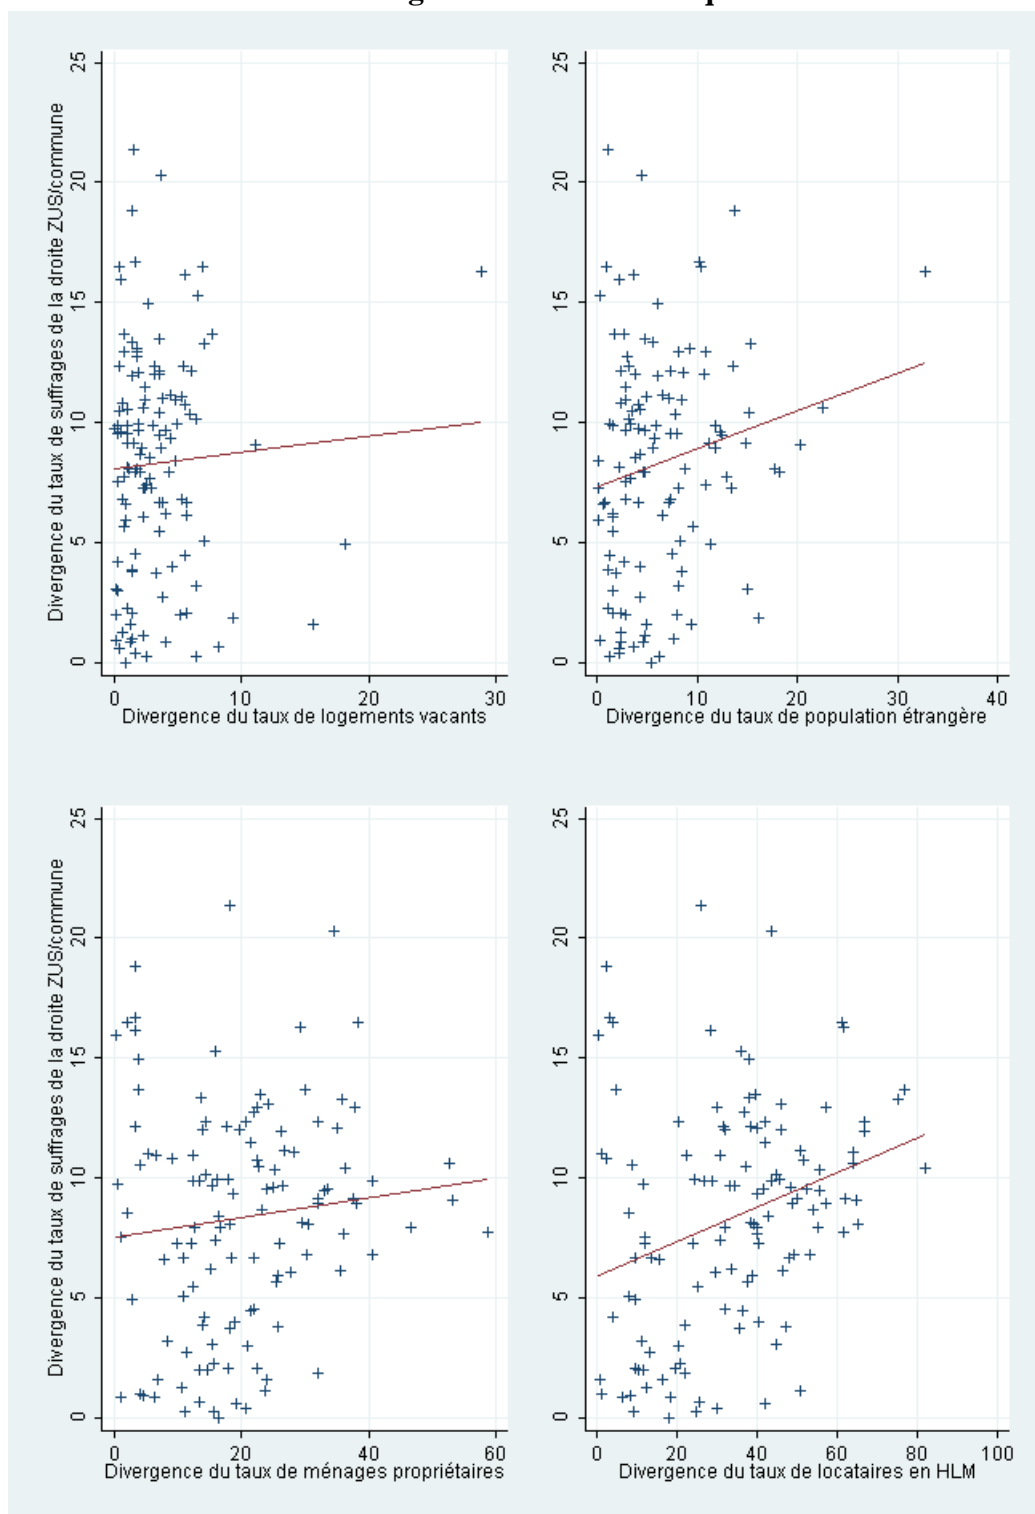 25
20
15
10
5
0
Divergence du taux de suffrages de la droite ZUS/commune
0 10 20 30
Divergence du taux de logements vacants
25
20
15
10
5
0
0 10 20 30 40
Divergence du taux de population étrangère
25
20
15
10
5
0
Divergence du taux de suffrages de la droite ZUS/commune
0 20 40 60
Divergence du taux de ménages propriétaires
25
20
15
10
5
0
0 20 40 60 80 100
Divergence du taux de locataires en HLM